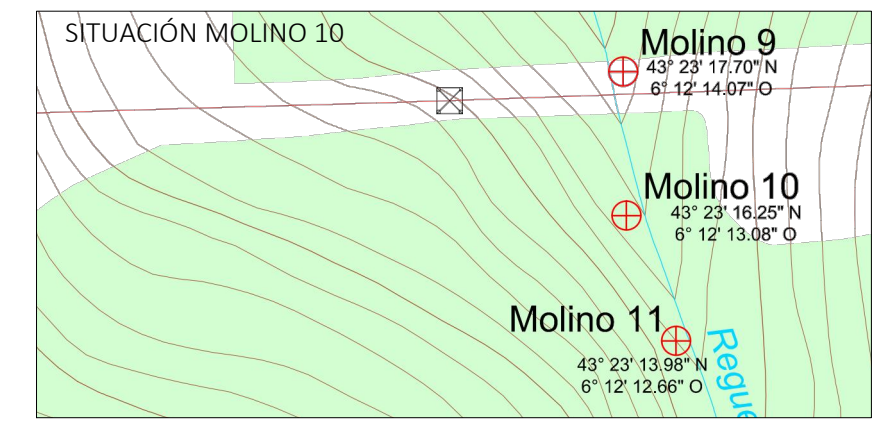 SITUACIÓN MOLINO 10
Molino 9
43° 23' 17.70" N
6° 12' 14.07" O
Molino 10
43° 23' 16.25" N
6° 12' 13.08" O
Molino 11
43° 23' 13.98" N
6° 12' 12.66" O
Regue